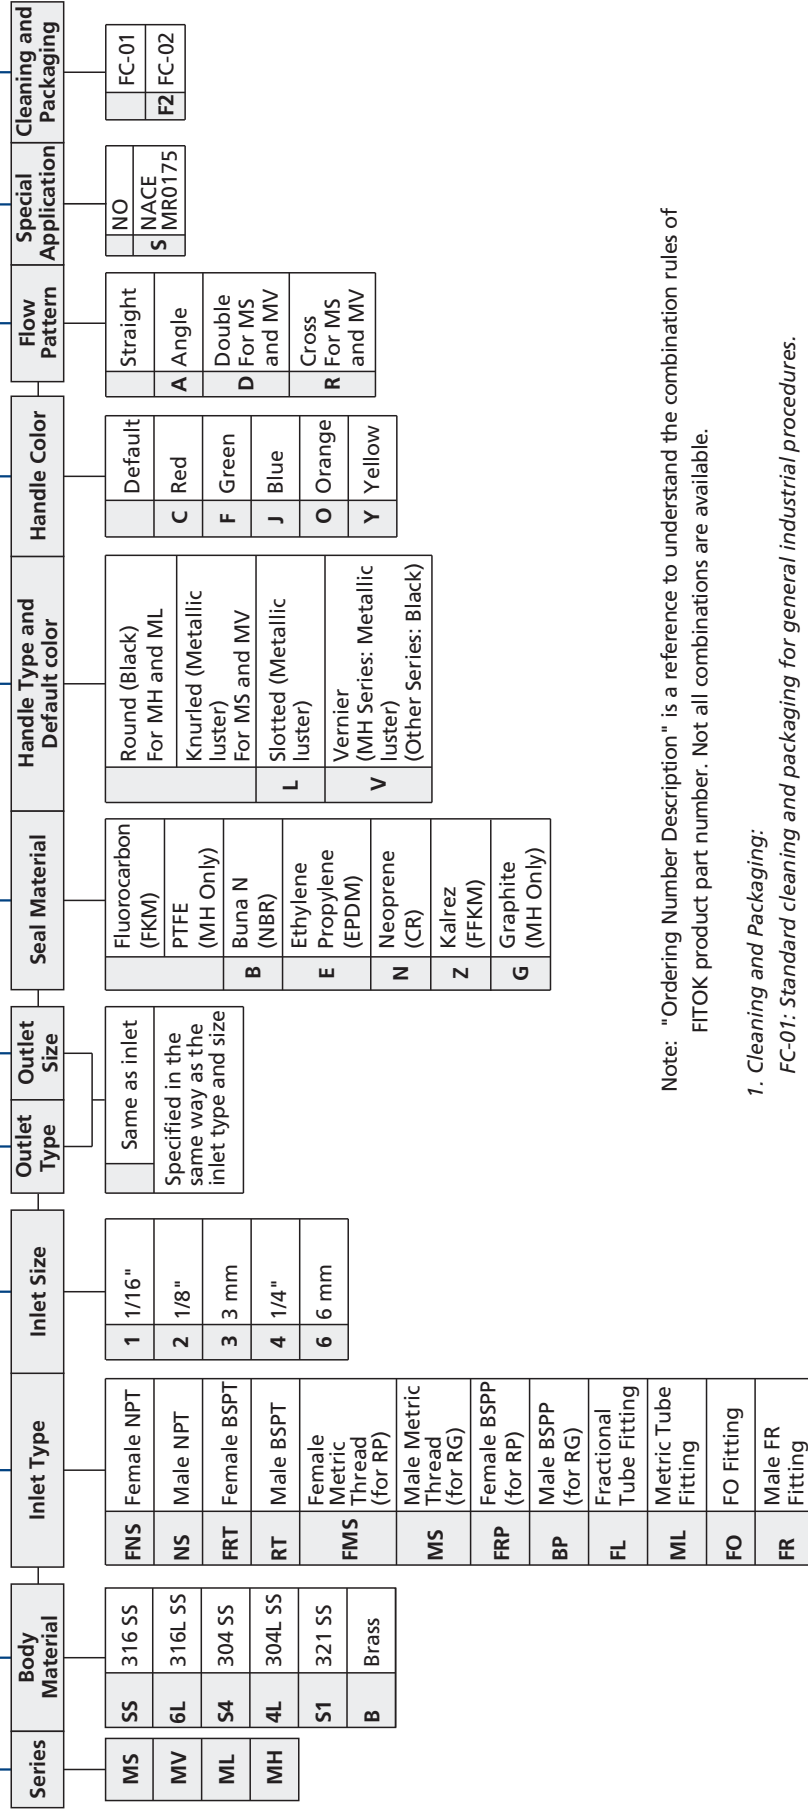 Series
MS
MV
ML
MH
Body
Material
SS 316 SS
6L 316L SS
S4 304 SS
4L 304L SS
S1 321 SS
B Brass
Inlet Type
FNS Female NPT
NS Male NPT
FRT Female BSPT
RT Male BSPT
FMS Female
Metric
Thread
(for RP)
MS Male Metric
Thread
(for RG)
FRP Female BSPP
(for RP)
BP Male BSPP
(for RG)
FL Fractional
Tube Fitting
ML Metric Tube
Fitting
FO FO Fitting
FR Male FR
Fitting
Inlet Size
1 1/16"
2 1/8"
3 3 mm
4 1/4"
6 6 mm
Outlet
Type
Outlet
Size
Same as inlet
Specified in the
same way as the
inlet type and size
Seal Material
Fluorocarbon
(FKM)
PTFE
(MH Only)
B Buna N
(NBR)
E Ethylene
Propylene
(EPDM)
N Neoprene
(CR)
Z Kalrez
(FFKM)
G Graphite
(MH Only)
Handle Type and
Default color
Round (Black)
For MH and ML
Knurled (Metallic
luster)
For MS and MV
L Slotted (Metallic
luster)
V Vernier
(MH Series: Metallic
luster)
(Other Series: Black)
Handle Color
Default
C Red
F Green
J Blue
O Orange
Y Yellow
Flow
Pattern
Straight
A Angle
D Double
For MS
and MV
R Cross
For MS
and MV
Special
Application
NO
S NACE
MR0175
Cleaning and
Packaging
FC-01
F2 FC-02
Note: "Ordering Number Description" is a reference to understand the combination rules of
FITOK product part number. Not all combinations are available.
1. Cleaning and Packaging:
FC-01: Standard cleaning and packaging for general industrial procedures.